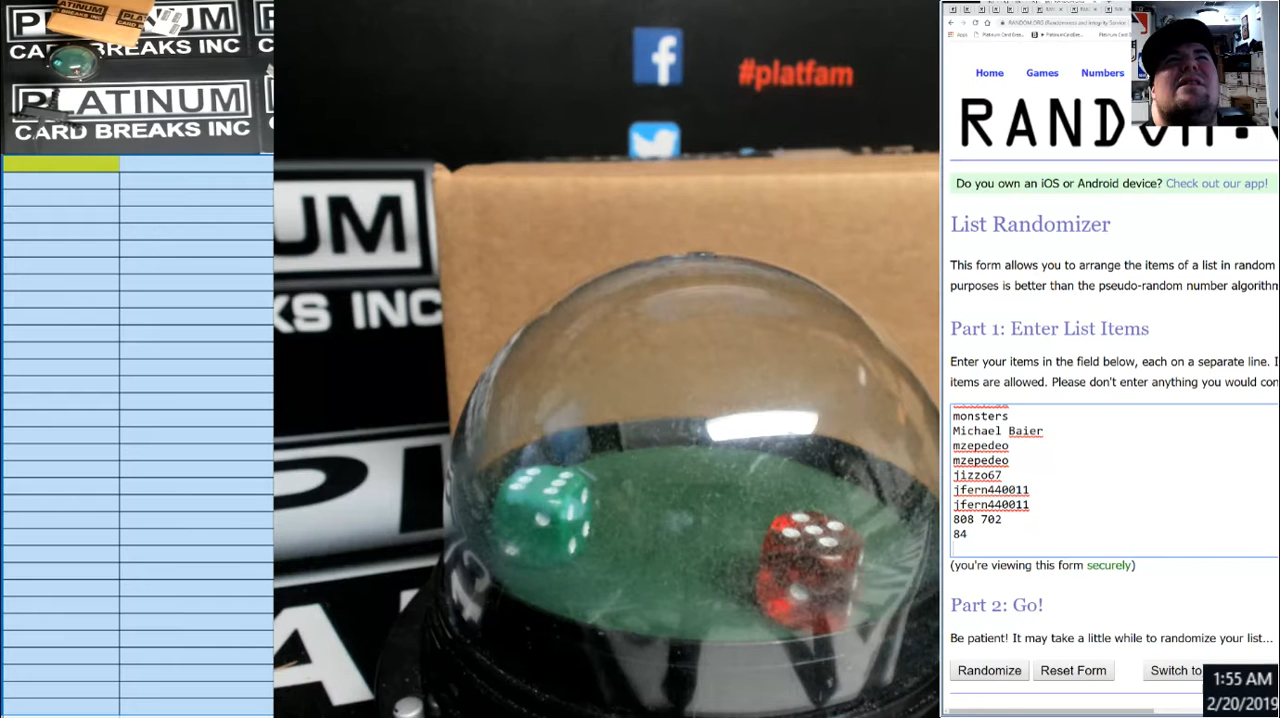 PLATINUM
PLATINUM
CARD BREAKS INC
PLATINUM
CARD BREAKS INC
f
#platfam
UM
KS INC
Home Games Numbers
RANDOM.
Do you own an iOS or Android device? Check out our app!
List Randomizer
This form allows you to arrange the items of a list in random
purposes is better than the pseudo-random number algorithm
Part 1: Enter List Items
Enter your items in the field below, each on a separate line. I
items are allowed. Please don't enter anything you would con
monsters
Michael Baier
mzepedeo
mzepedeo
jizzo67
jfern440011
jfern440011
808 702
84
(you're viewing this form securely)
Part 2: Go!
Be patient! It may take a little while to randomize your list...
Randomize Reset Form Switch to
1:55 AM
2/20/2019